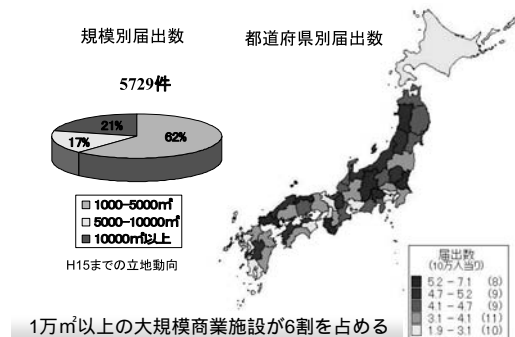 規模別届出数
都道府県別届出数
5729件
21%
17%
62%
1000-5000㎡
5000-10000㎡
10000㎡以上
H15までの立地動向
届出数
(10万人当り)
5.2 - 7.1 (8)
4.7 - 5.2 (9)
4.1 - 4.7 (9)
3.1 - 4.1 (11)
1.9 - 3.1 (10)
1万㎡以上の大規模商業施設が6割を占める